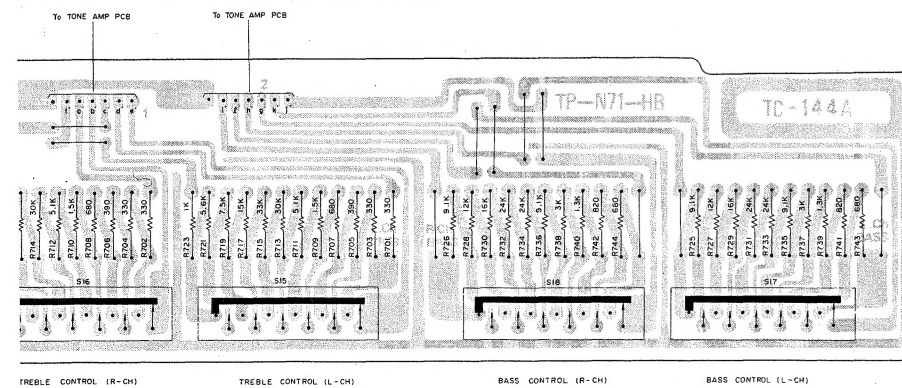 To TONE AMP PCB To TONE AMP PCB
f o b c d e 1
2
TP-N71-HB
TC-144A
30K 5.1K 1.5K 680 390 330 330
R714 R712 R710 R708 R706 R704 R702
1K 5.6K 7.5K 15K 33K 30K 5.1K 1.5K 680 390 330 330
R723 R721 R719 R717 R715 R713 R711 R709 R707 R705 R703 R701
9.1K 12K 16K 24K 24K 9.1K 3K 1.3K 820 680
R726 R728 R730 R732 R734 R736 R738 R740 R742 R744
9.1K 12K 16K 24K 24K 9.1K 3K 1.3K 820 680
R725 R727 R729 R731 R733 R735 R737 R739 R741 R743
S16 S15 S18 S17
TREBLE CONTROL (R-CH) TREBLE CONTROL (L-CH) BASS CONTROL (R-CH) BASS CONTROL (L-CH)